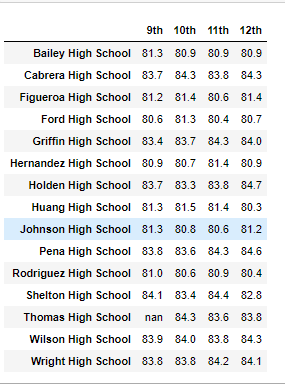 9th 10th 11th 12th
Bailey High School 81.3 80.9 80.9 80.9
Cabrera High School 83.7 84.3 83.8 84.3
Figueroa High School 81.2 81.4 80.6 81.4
Ford High School 80.6 81.3 80.4 80.7
Griffin High School 83.4 83.7 84.3 84.0
Hernandez High School 80.9 80.7 81.4 80.9
Holden High School 83.7 83.3 83.8 84.7
Huang High School 81.3 81.5 81.4 80.3
Johnson High School 81.3 80.8 80.6 81.2
Pena High School 83.8 83.6 84.3 84.6
Rodriguez High School 81.0 80.6 80.9 80.4
Shelton High School 84.1 83.4 84.4 82.8
Thomas High School nan 84.3 83.6 83.8
Wilson High School 83.9 84.0 83.8 84.3
Wright High School 83.8 83.8 84.2 84.1